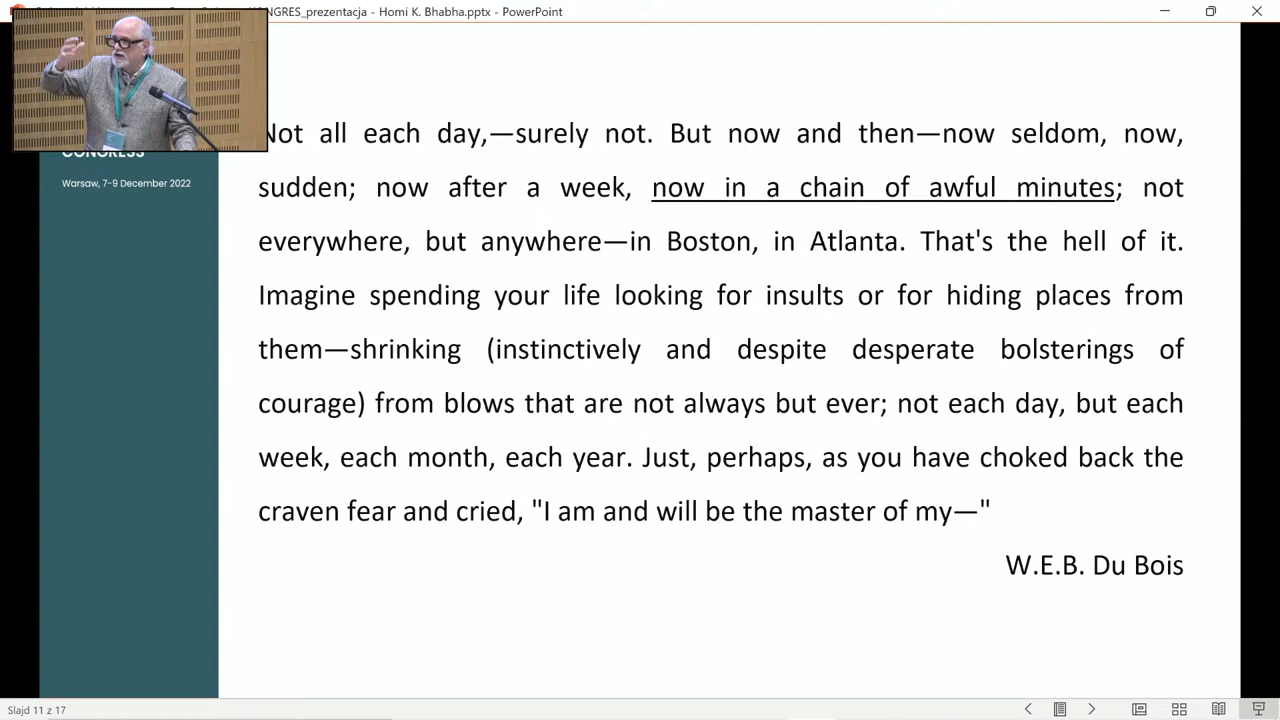 KONGRES_prezentacja - Homi K. Bhabha.pptx - PowerPoint
CONGRESS
Warsaw, 7-9 December 2022
Not all each day,—surely not. But now and then—now seldom, now,
sudden; now after a week, now in a chain of awful minutes; not
everywhere, but anywhere—in Boston, in Atlanta. That's the hell of it.
Imagine spending your life looking for insults or for hiding places from
them—shrinking (instinctively and despite desperate bolsterings of
courage) from blows that are not always but ever; not each day, but each
week, each month, each year. Just, perhaps, as you have choked back the
craven fear and cried, "I am and will be the master of my—"
W.E.B. Du Bois
Slajd 11 z 17